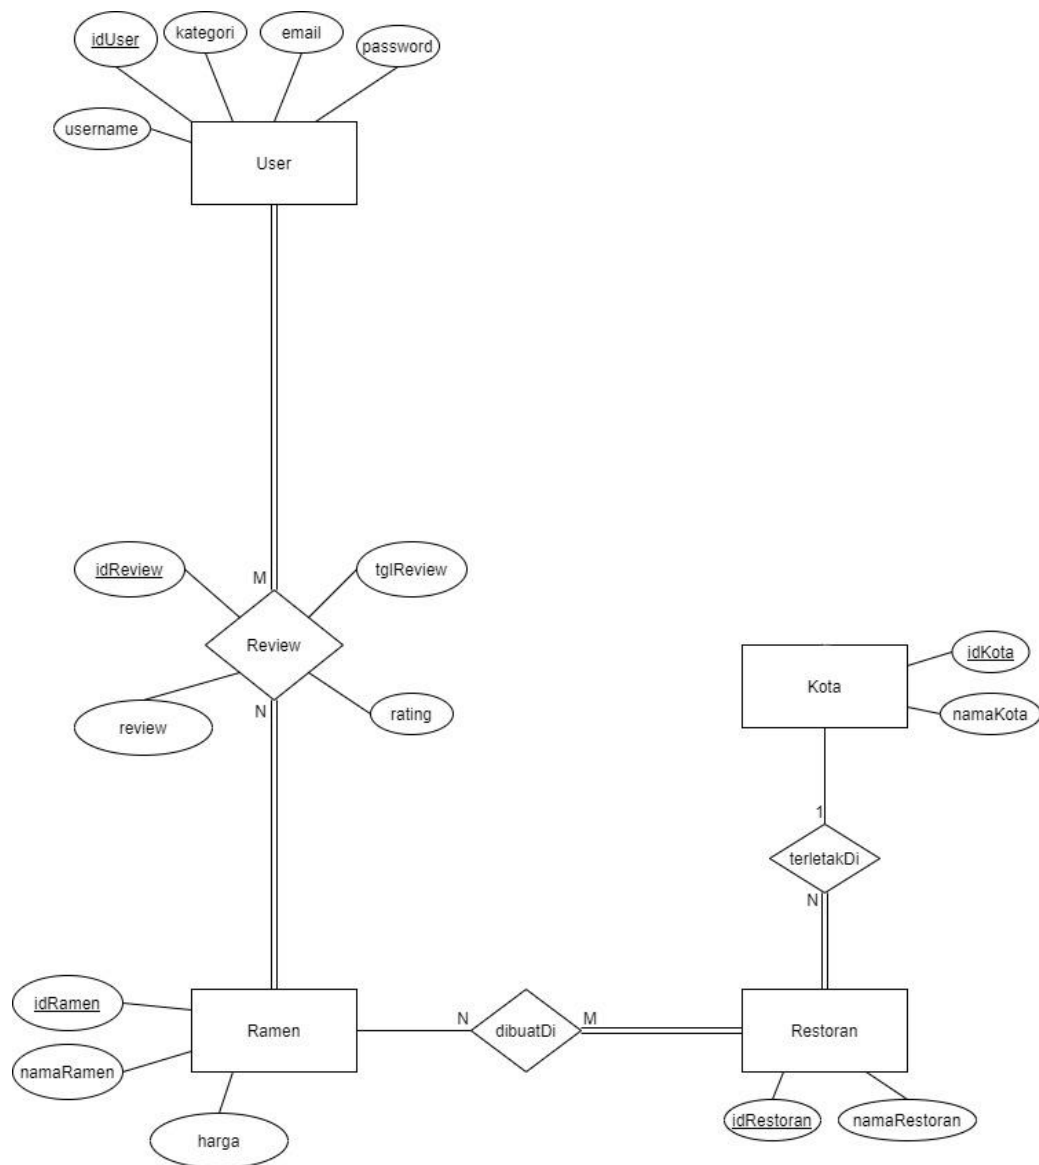 idUser
kategori
email
password
username
User
M
idReview
tglReview
Review
review
N
rating
Kota
idKota
namaKota
1
terletakDi
N
idRamen
namaRamen
harga
Ramen
N
dibuatDi
M
Restoran
idRestoran
namaRestoran